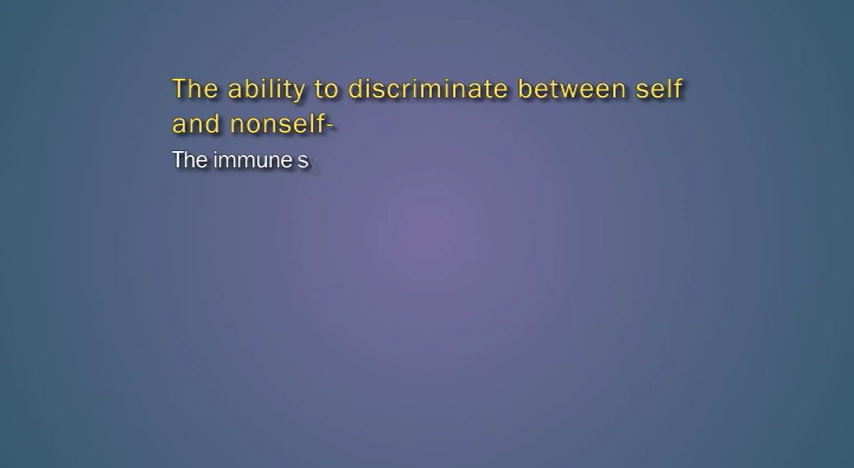 The ability to discriminate between self
and nonself-
The immune s